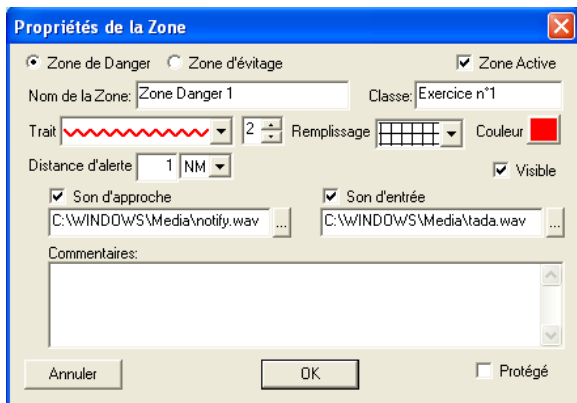 Propriétés de la Zone
Zone de Danger Zone d'évitage Zone Active
Nom de la Zone: Zone Danger 1 Classe: Exercice n°1
Trait 2 Remplissage Couleur
Distance d'alerte 1 NM Visible
Son d'approche Son d'entrée
C:\WINDOWS\Media\notify.wav ... C:\WINDOWS\Media\tada.wav ...
Commentaires:
Annuler OK Protégé